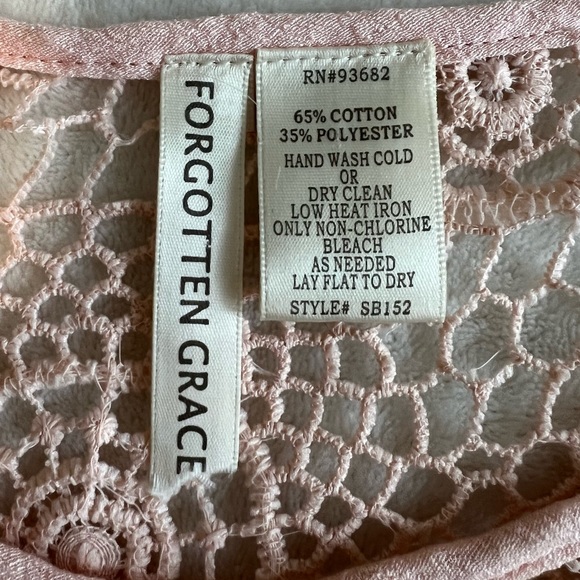 FORGOTTEN GRACE
RN#93682
65% COTTON
35% POLYESTER
HAND WASH COLD
OR
DRY CLEAN
LOW HEAT IRON
ONLY NON-CHLORINE
BLEACH
AS NEEDED
LAY FLAT TO DRY
STYLE# SB152